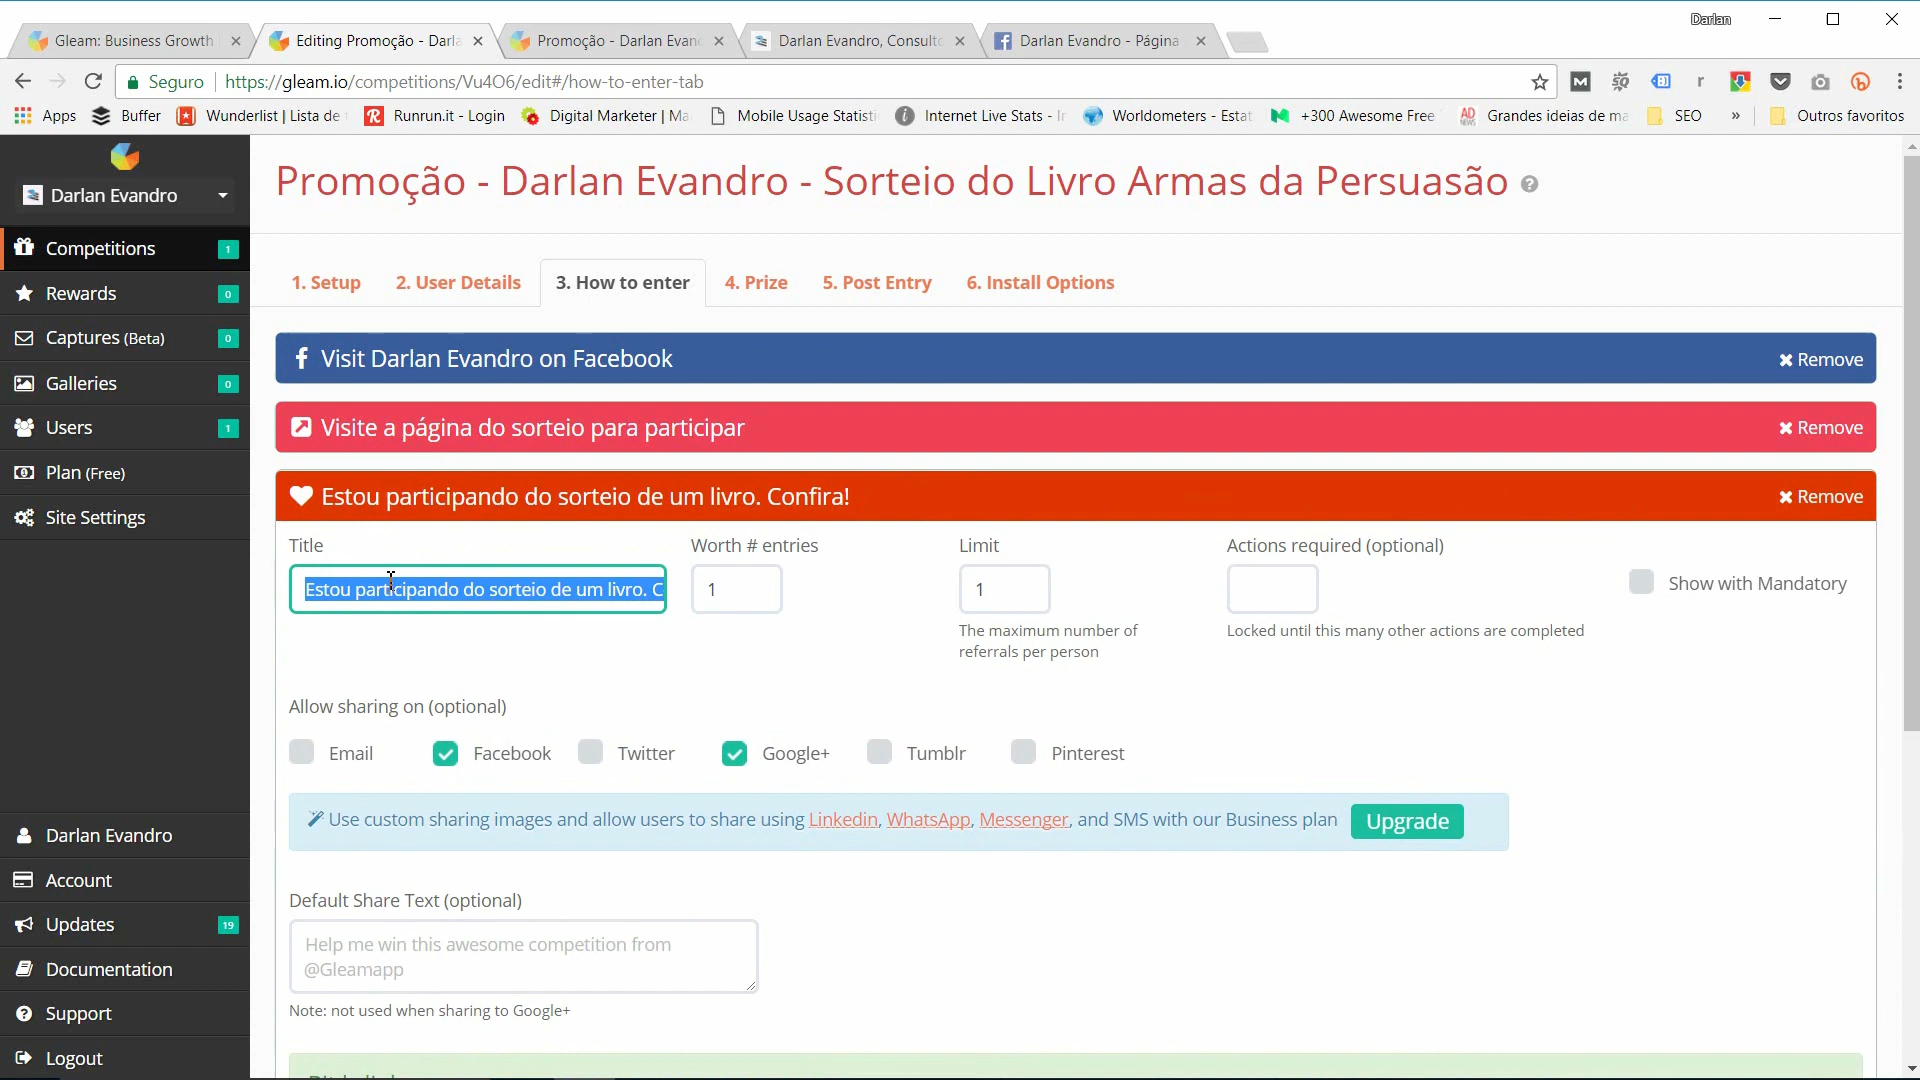 Darlan
Gleam: Business Growth
Editing Promoção - Darla
Promoção - Darlan Evan
Darlan Evandro, Consulto
Darlan Evandro - Página
Seguro
https://gleam.io/competitions/Vu4O6/edit#/how-to-enter-tab
Apps
Buffer
Wunderlist | Lista de
Runrun.it - Login
Digital Marketer | Ma
Mobile Usage Statisti
Internet Live Stats - In
Worldometers - Estat
+300 Awesome Free
Grandes ideias de ma
SEO
»
Outros favoritos
Darlan Evandro
Competitions 1
Rewards 0
Captures (Beta) 0
Galleries 0
Users 1
Plan (Free)
Site Settings
Darlan Evandro
Account
Updates 19
Documentation
Support
Logout
Promoção - Darlan Evandro - Sorteio do Livro Armas da Persuasão
1. Setup
2. User Details
3. How to enter
4. Prize
5. Post Entry
6. Install Options
Visit Darlan Evandro on Facebook
Remove
Visite a página do sorteio para participar
Remove
Estou participando do sorteio de um livro. Confira!
Remove
Title
Worth # entries
Limit
Actions required (optional)
Estou participando do sorteio de um livro. C
1
1
Show with Mandatory
The maximum number of
referrals per person
Locked until this many other actions are completed
Allow sharing on (optional)
Email
Facebook
Twitter
Google+
Tumblr
Pinterest
Use custom sharing images and allow users to share using Linkedin, WhatsApp, Messenger, and SMS with our Business plan
Upgrade
Default Share Text (optional)
Help me win this awesome competition from
@Gleamapp
Note: not used when sharing to Google+